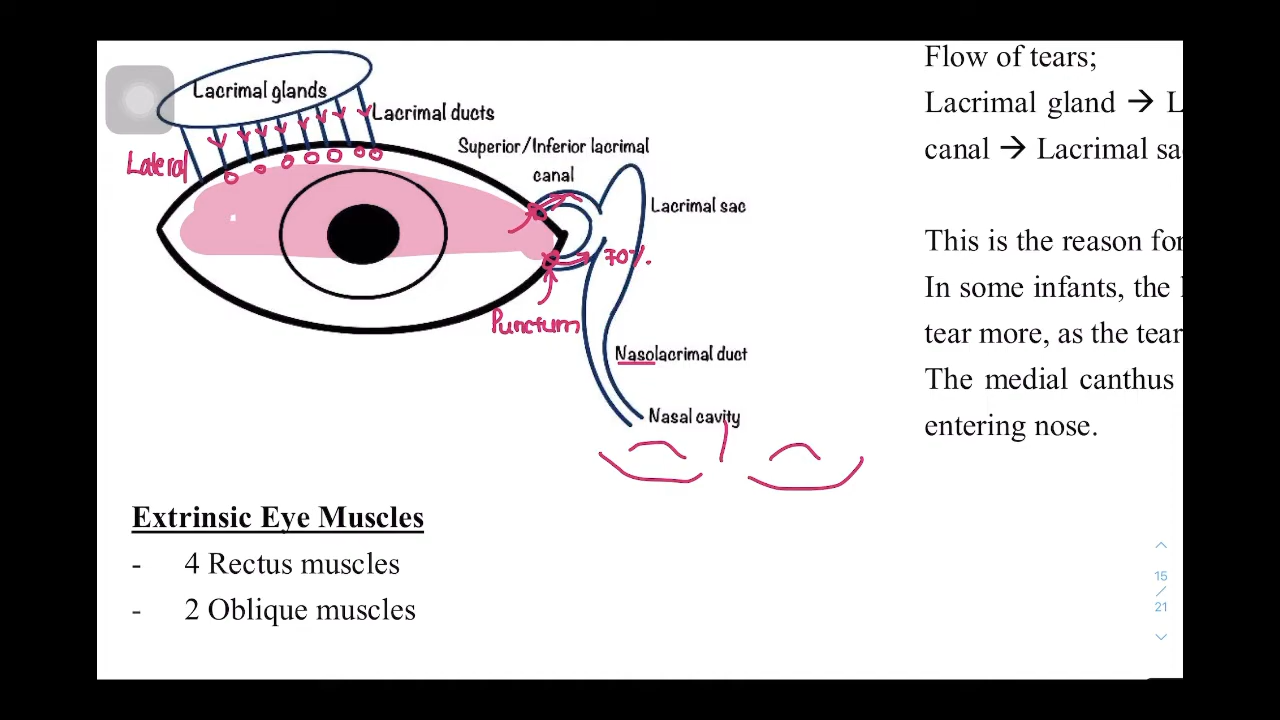 Lacrimal glands
Lacrimal ducts
Lateral
Superior/Inferior lacrimal
canal
Lacrimal sac
70%.
Punctum
Nasolacrimal duct
Nasal cavity
Flow of tears;
Lacrimal gland → L
canal → Lacrimal sa
This is the reason for
In some infants, the
tear more, as the tear
The medial canthus
entering nose.
Extrinsic Eye Muscles
- 4 Rectus muscles
- 2 Oblique muscles
15
/
21